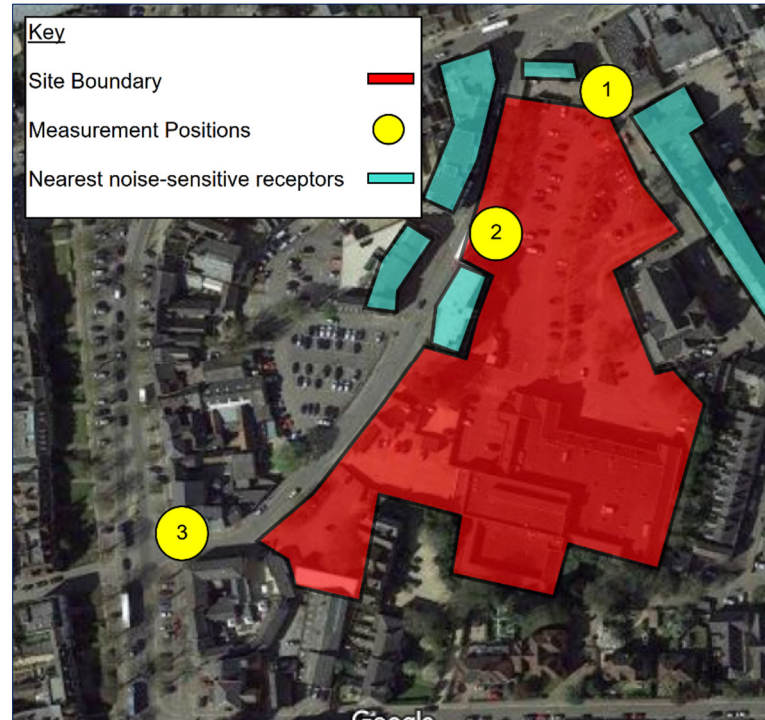 Key
Site Boundary
Measurement Positions
Nearest noise-sensitive receptors
1
2
3
Google